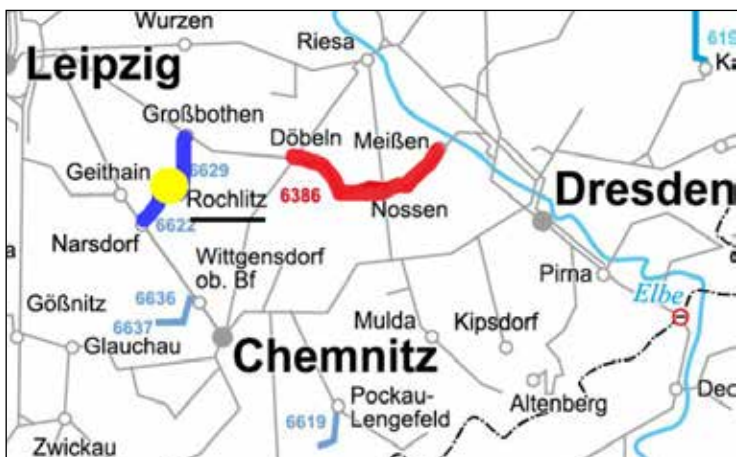 Wurzen
Riesa
619
Ka
Leipzig
Großbothen
Döbeln
Meißen
Geithain
6629
Rochlitz
6386
Nossen
Dresden
6622
Narsdorf
Wittgensdorf
ob. Bf
Pirna
Elbe
6636
Gößnitz
6637
Glauchau
Mulda
Kipsdorf
Chemnitz
Altenberg
Dec
Pockau-
Lengefeld
6619
Zwickau